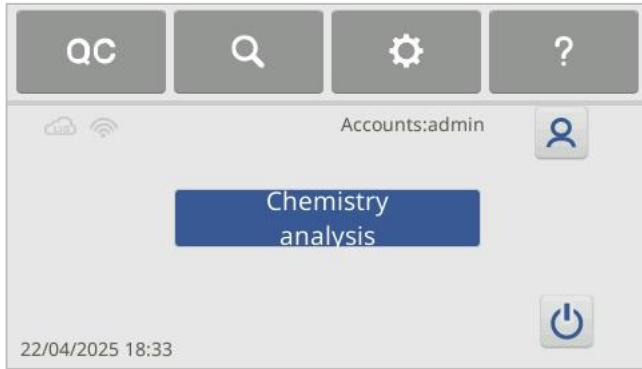 QC
?
Accounts:admin
Chemistry
analysis
22/04/2025 18:33